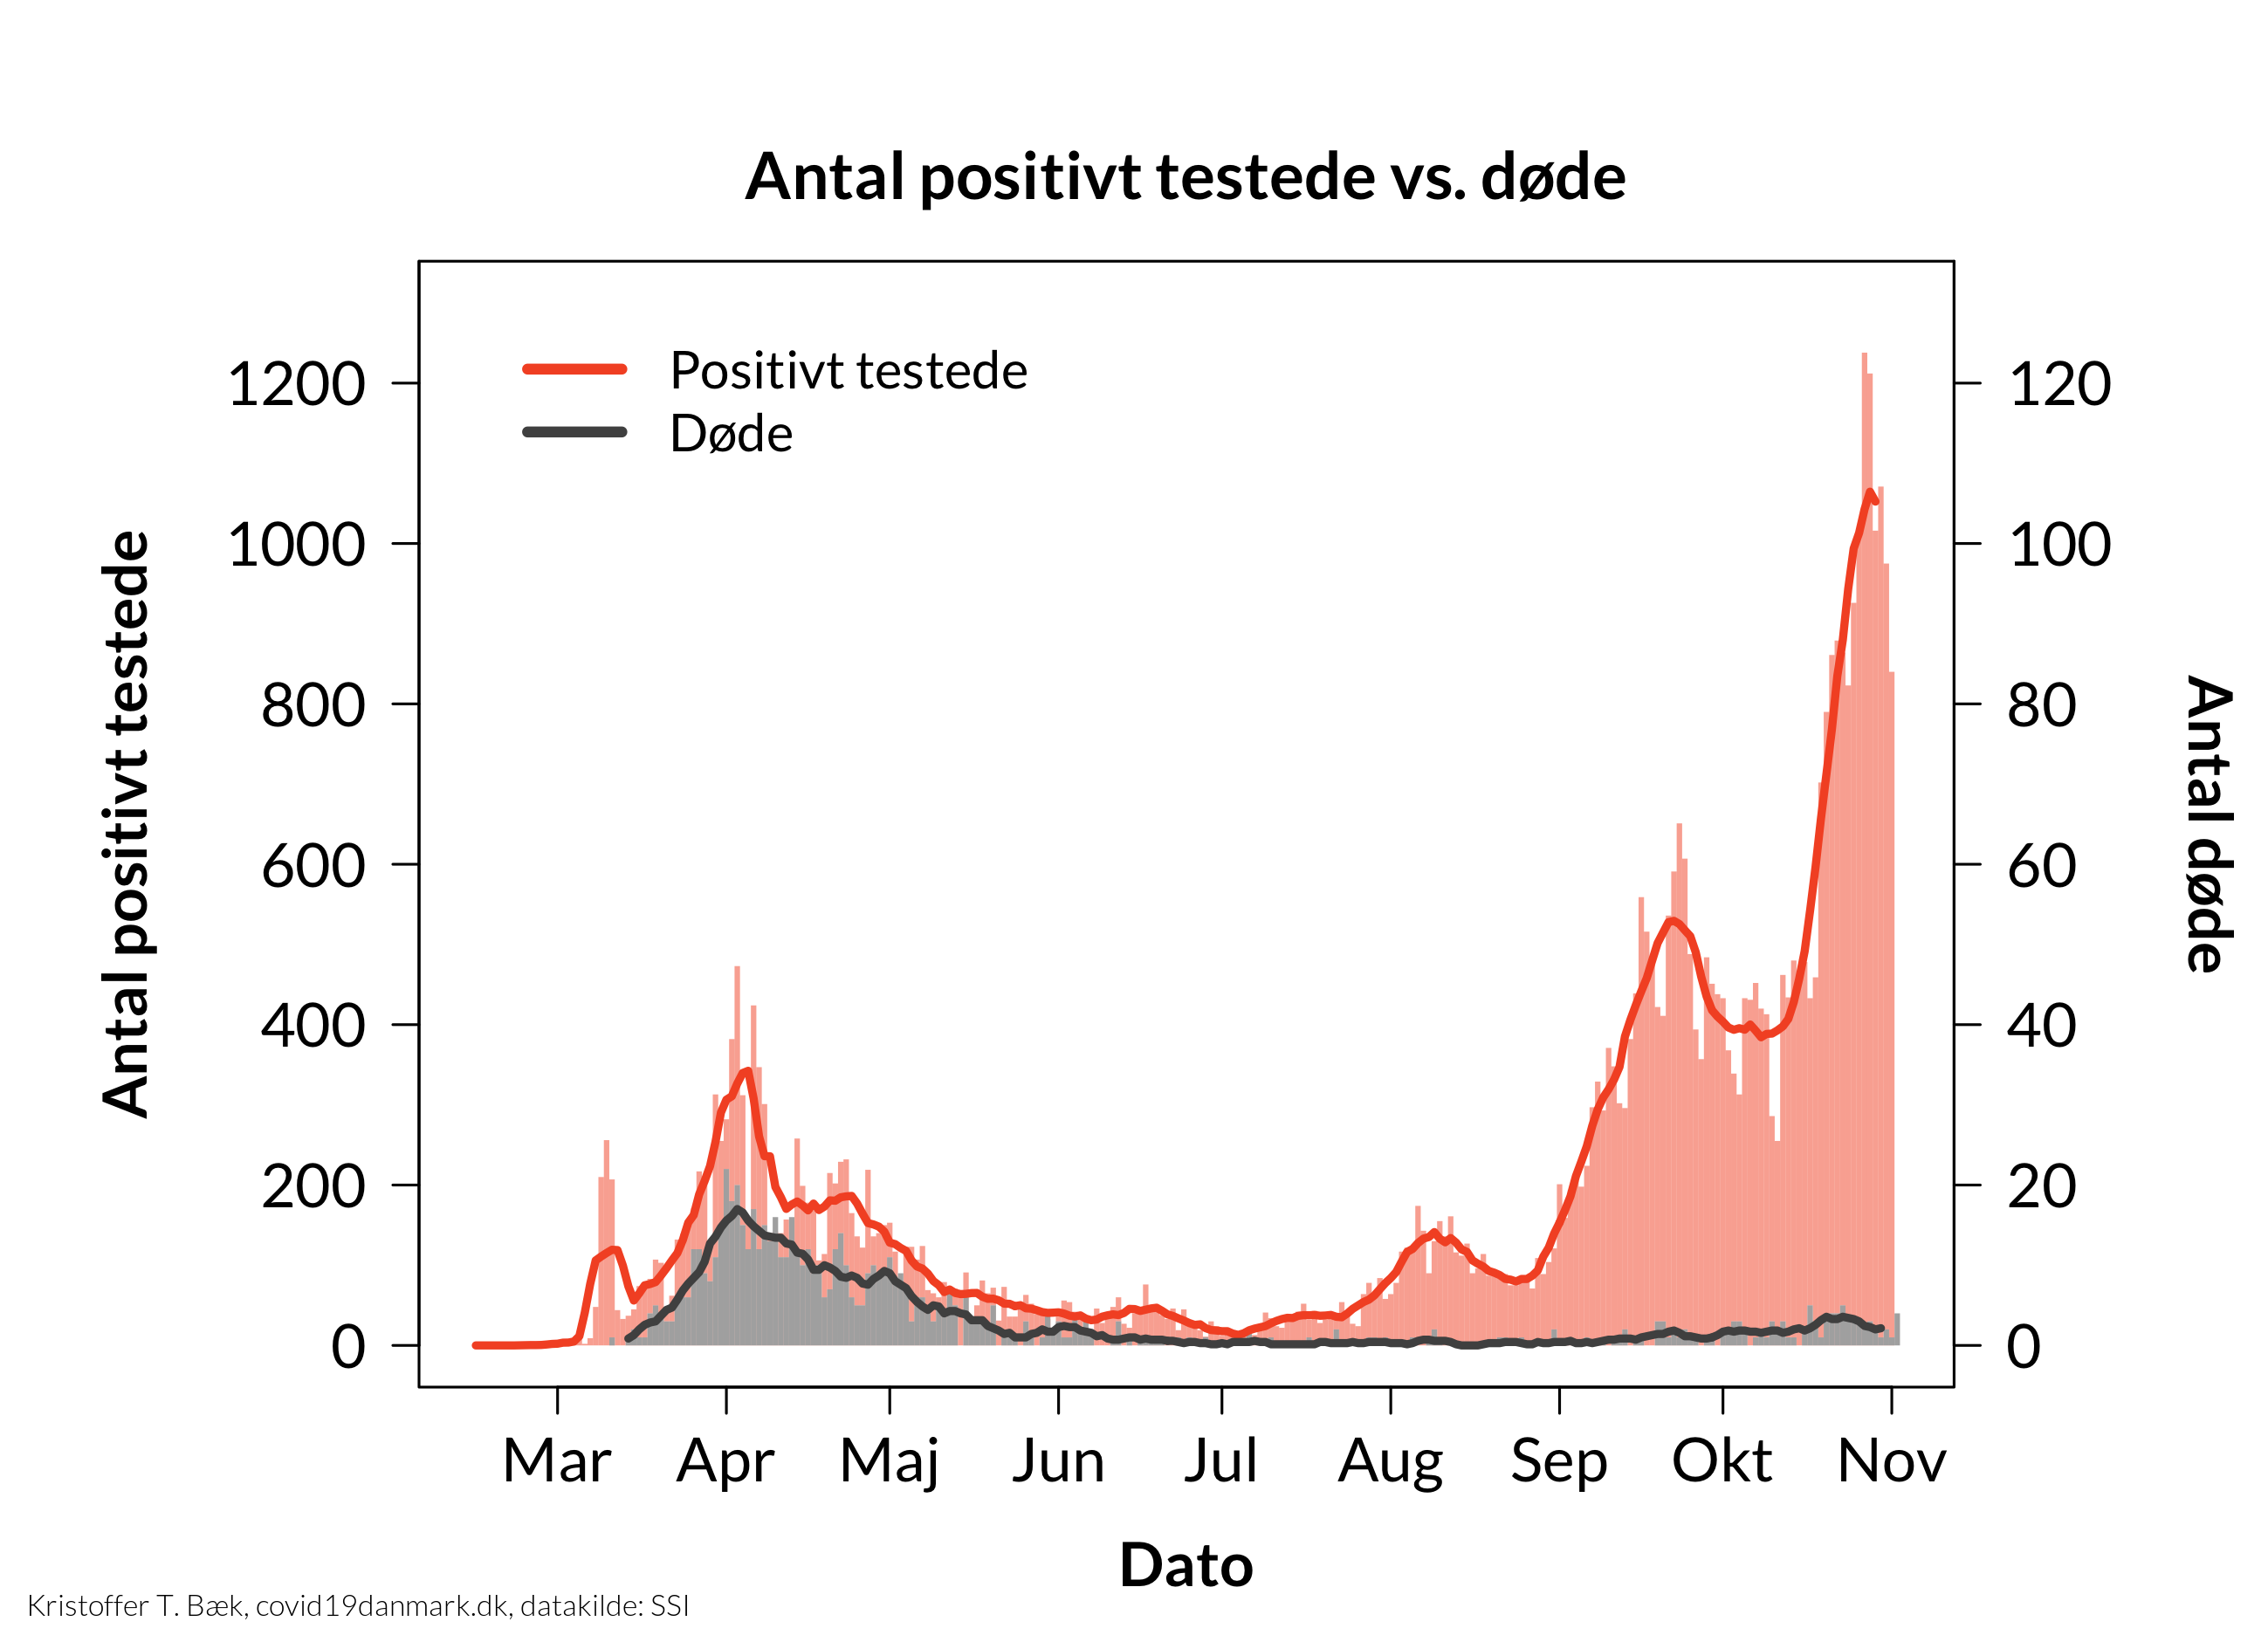 Antal positivt testede vs. døde
Positivt testede
Døde
Antal positivt testede
1200
1000
800
600
400
200
0
120
100
80
60
40
20
0
Antal døde
Mar Apr Maj Jun Jul Aug Sep Okt Nov
Dato
Kristoffer T. Bæk, covid19danmark.dk, datakilde: SSI